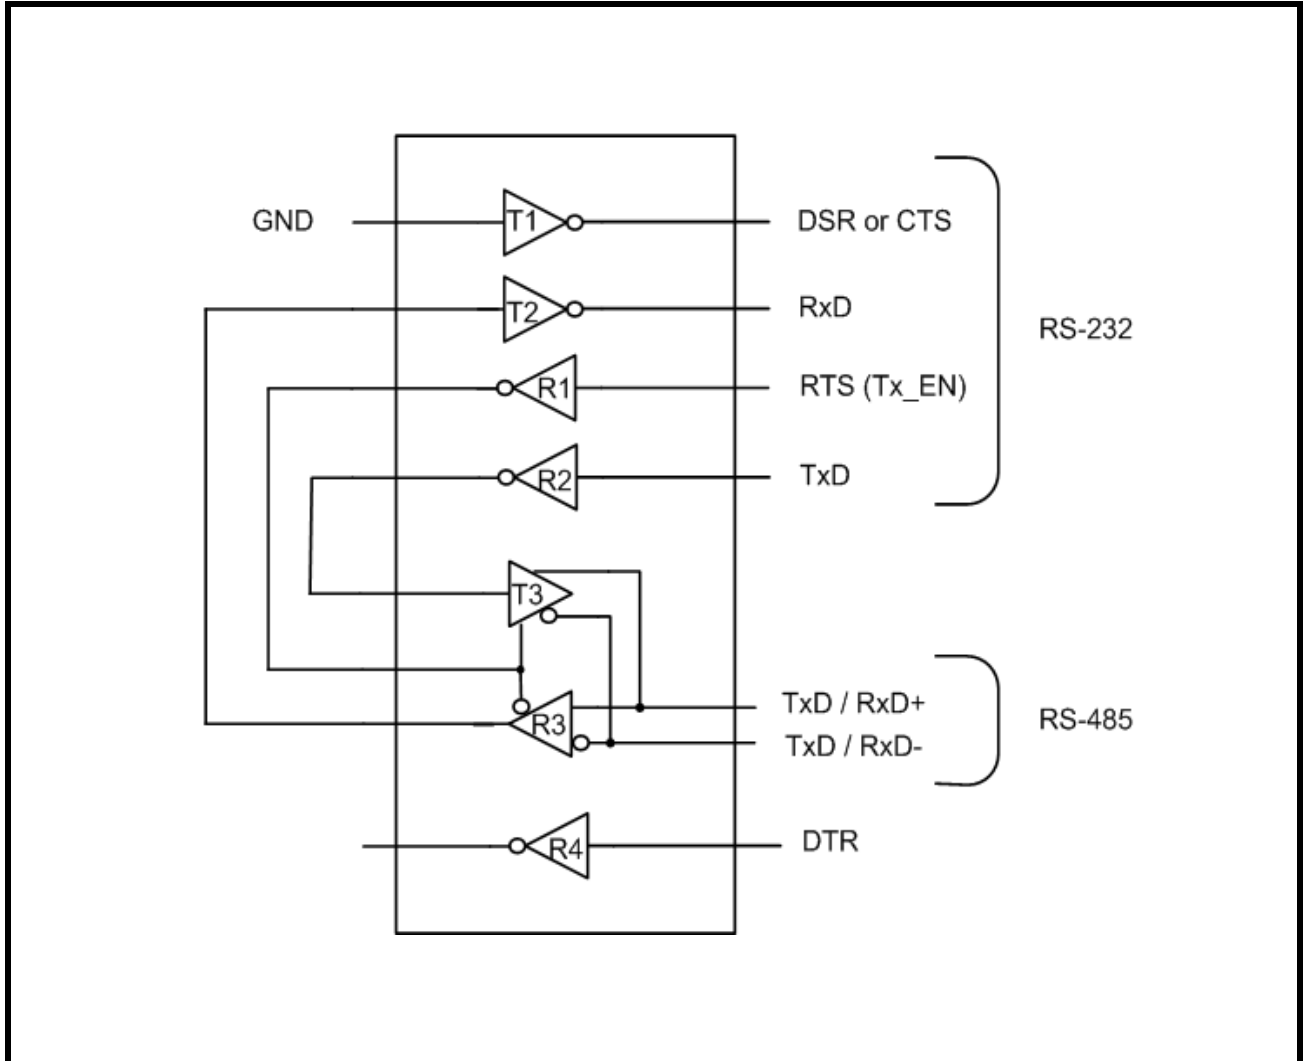 GND
T1
DSR or CTS
T2
RxD
RS-232
R1
RTS (Tx_EN)
R2
TxD
T3
R3
TxD / RxD+
TxD / RxD-
RS-485
R4
DTR